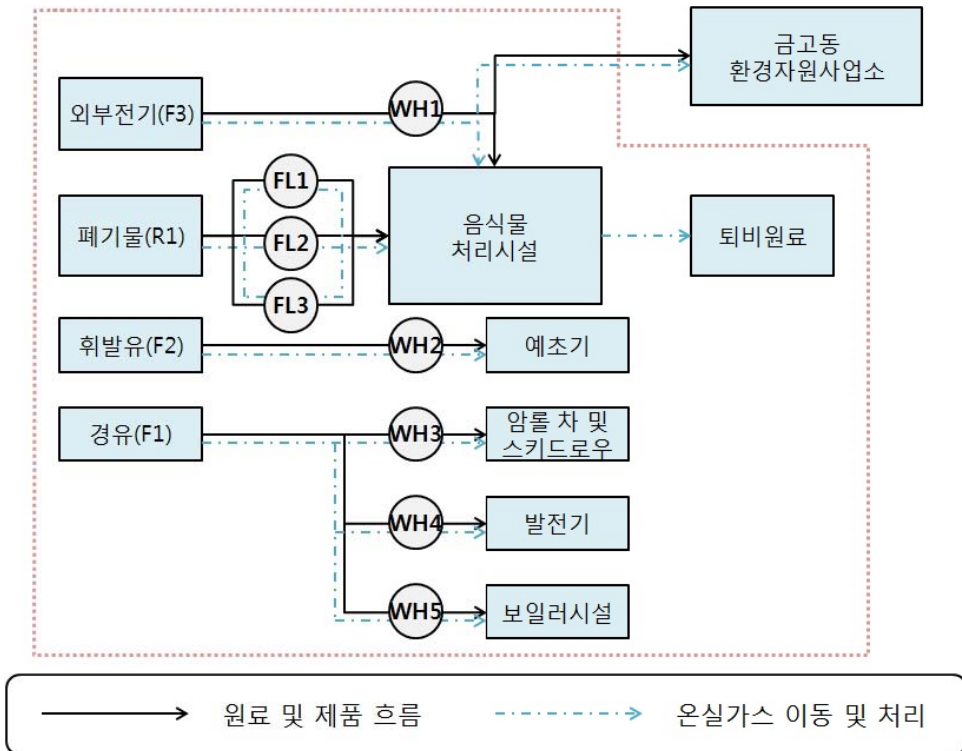 금고동
환경자원사업소
외부전기(F3)
WH1
FL1
폐기물(R1)
FL2
음식물
처리시설
퇴비원료
FL3
휘발유(F2)
WH2
예초기
경유(F1)
WH3
암롤 차 및
스키드로우
WH4
발전기
WH5
보일러시설
원료 및 제품 흐름
온실가스 이동 및 처리